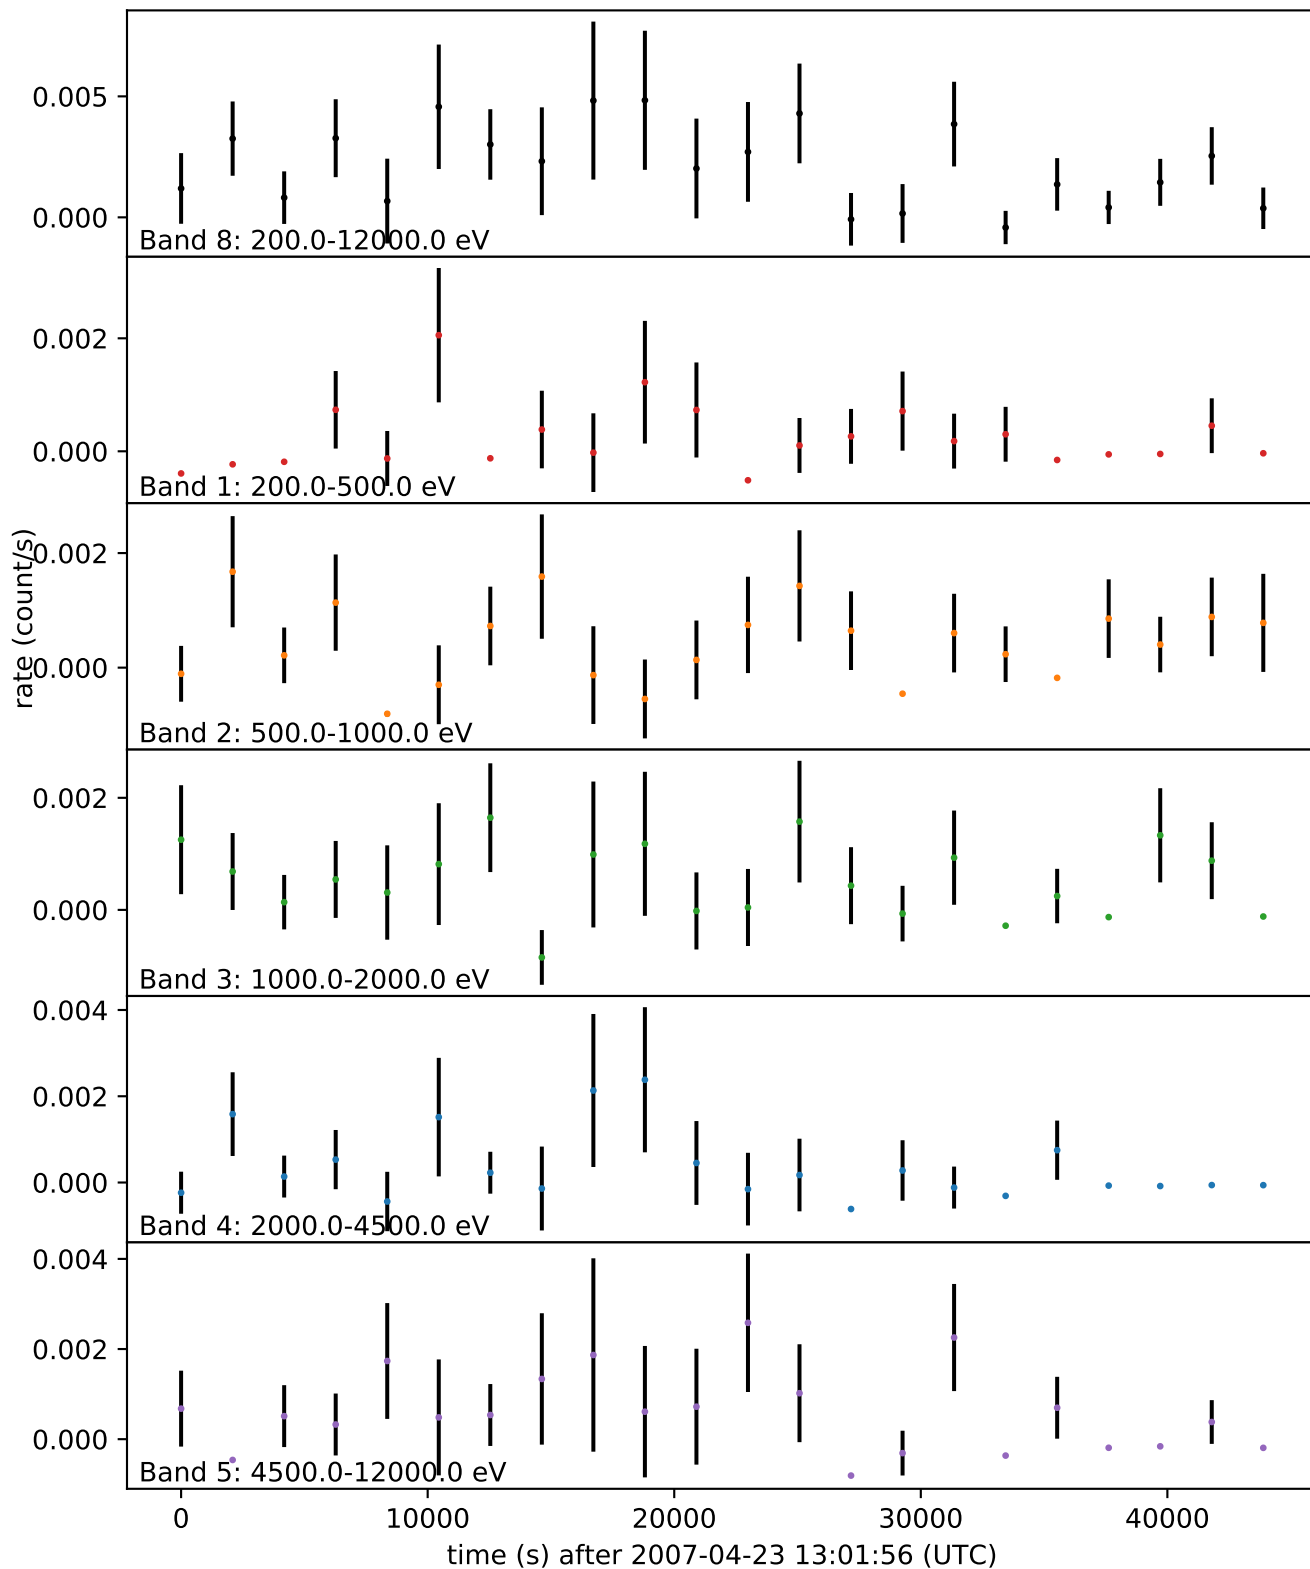 0.005
0.000
Band 8: 200.0-12000.0 eV
0.002
0.000
Band 1: 200.0-500.0 eV
rate (count/s)
0.002
0.000
Band 2: 500.0-1000.0 eV
0.002
0.000
Band 3: 1000.0-2000.0 eV
0.004
0.002
0.000
Band 4: 2000.0-4500.0 eV
0.004
0.002
0.000
Band 5: 4500.0-12000.0 eV
0 10000 20000 30000 40000
time (s) after 2007-04-23 13:01:56 (UTC)